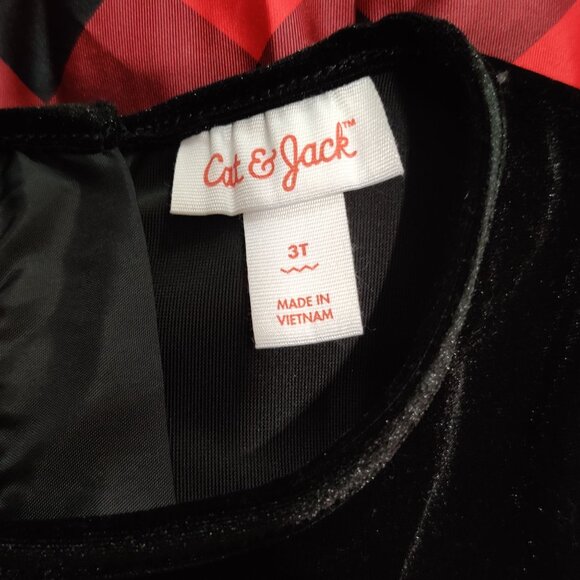 Cat & Jack™
3T
MADE IN
VIETNAM